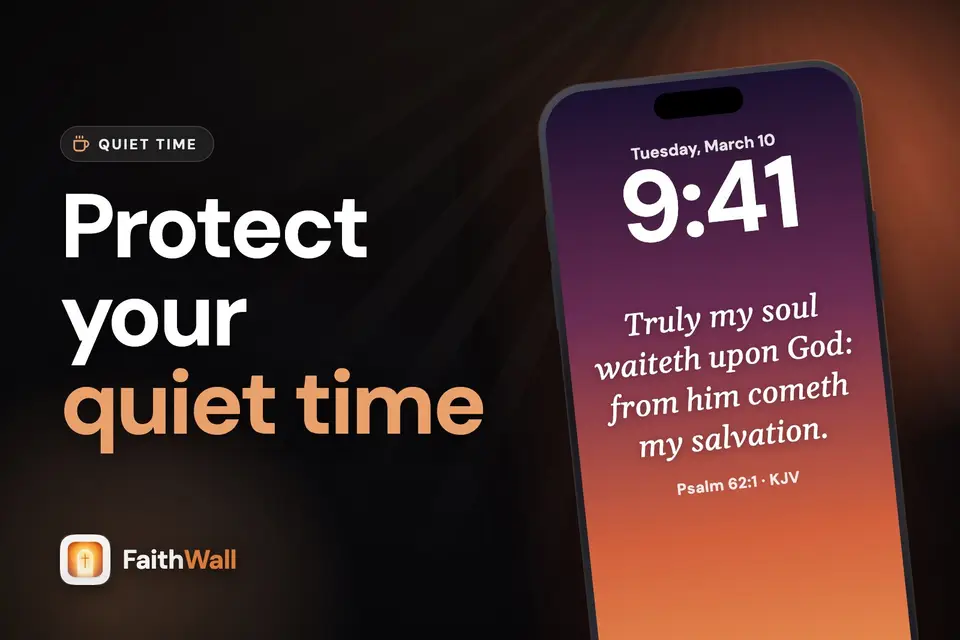 QUIET TIME
Protect
your
quiet time
FaithWall
Tuesday, March 10
9:41
Truly my soul
waiteth upon God:
from him cometh
my salvation.
Psalm 62:1 · KJV